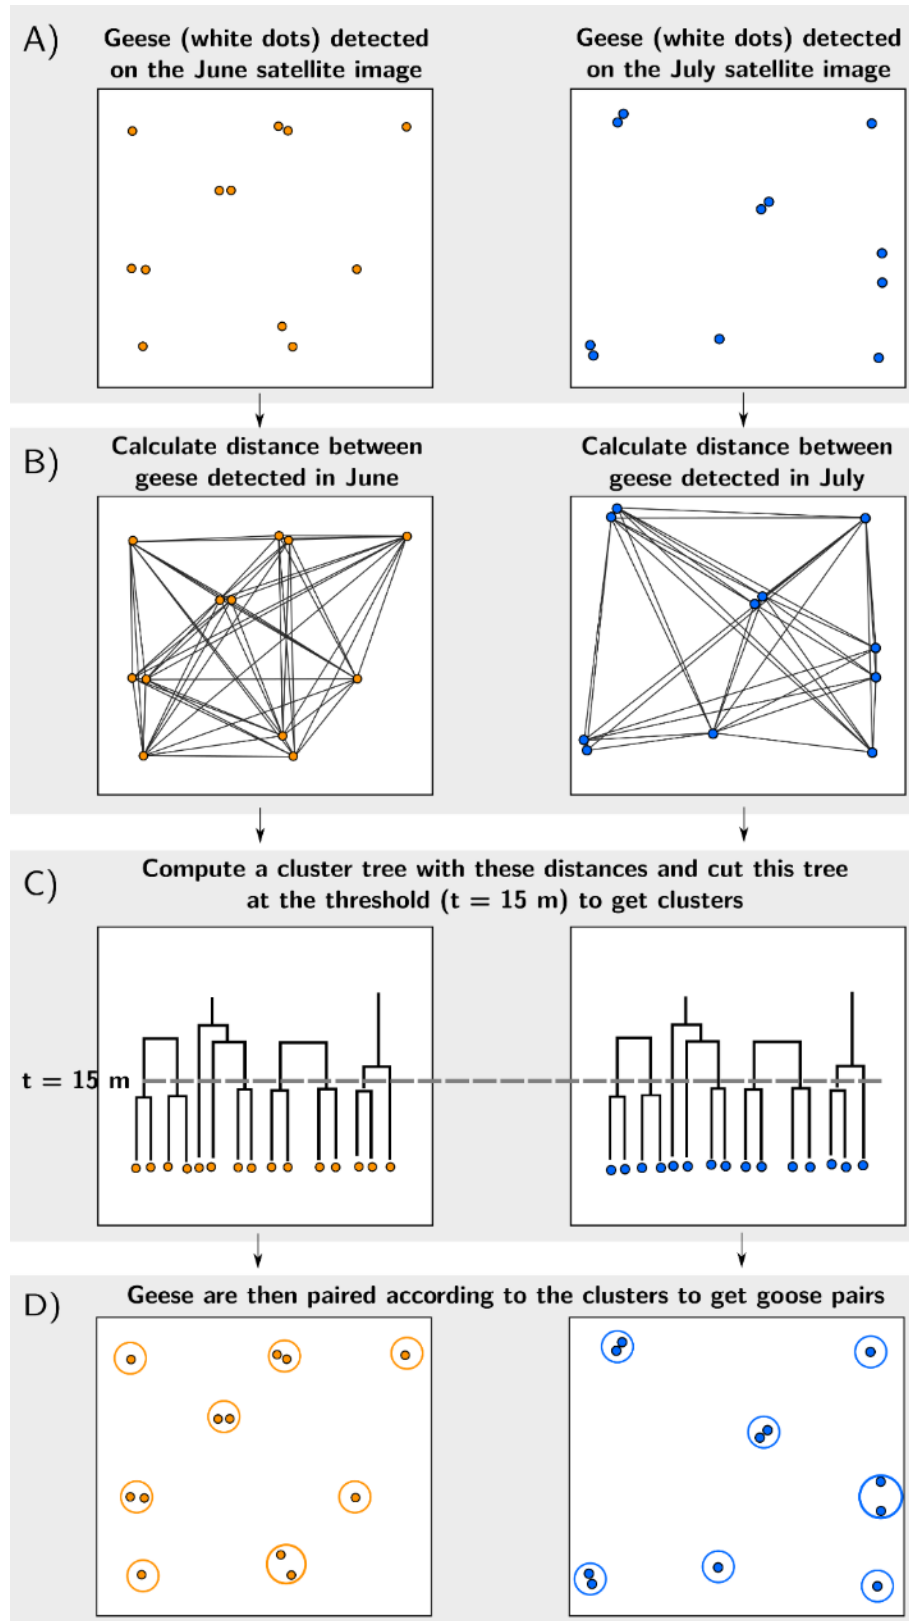 A)
Geese (white dots) detected
on the June satellite image
Geese (white dots) detected
on the July satellite image
B)
Calculate distance between
geese detected in June
Calculate distance between
geese detected in July
C)
Compute a cluster tree with these distances and cut this tree
at the threshold (t = 15 m) to get clusters
t = 15 m
D)
Geese are then paired according to the clusters to get goose pairs